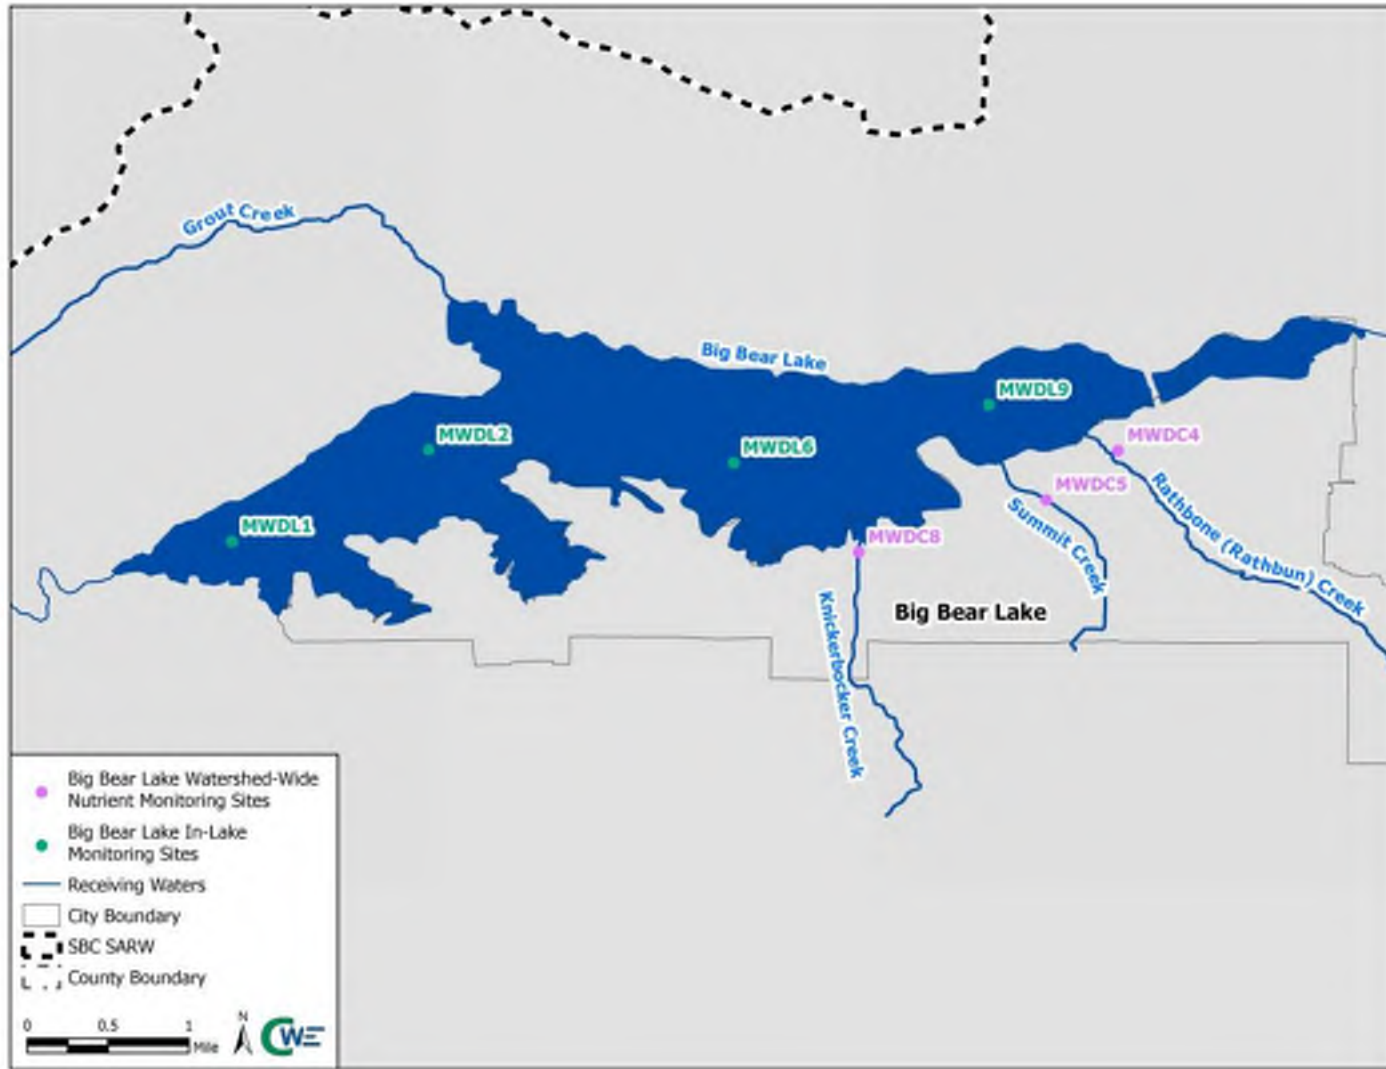 Grout Creek
Big Bear Lake
MWDL9
MWDL2
MWDL6
MWDC4
MWDC5
MWDL1
MWDC8
Summit Creek
Rathbone (Rathbun) Creek
Knickerbocker Creek
Big Bear Lake
Big Bear Lake Watershed-Wide
Nutrient Monitoring Sites
Big Bear Lake In-Lake
Monitoring Sites
Receiving Waters
City Boundary
SBC SARW
County Boundary
0 0.5 1
Mile
N
CWE